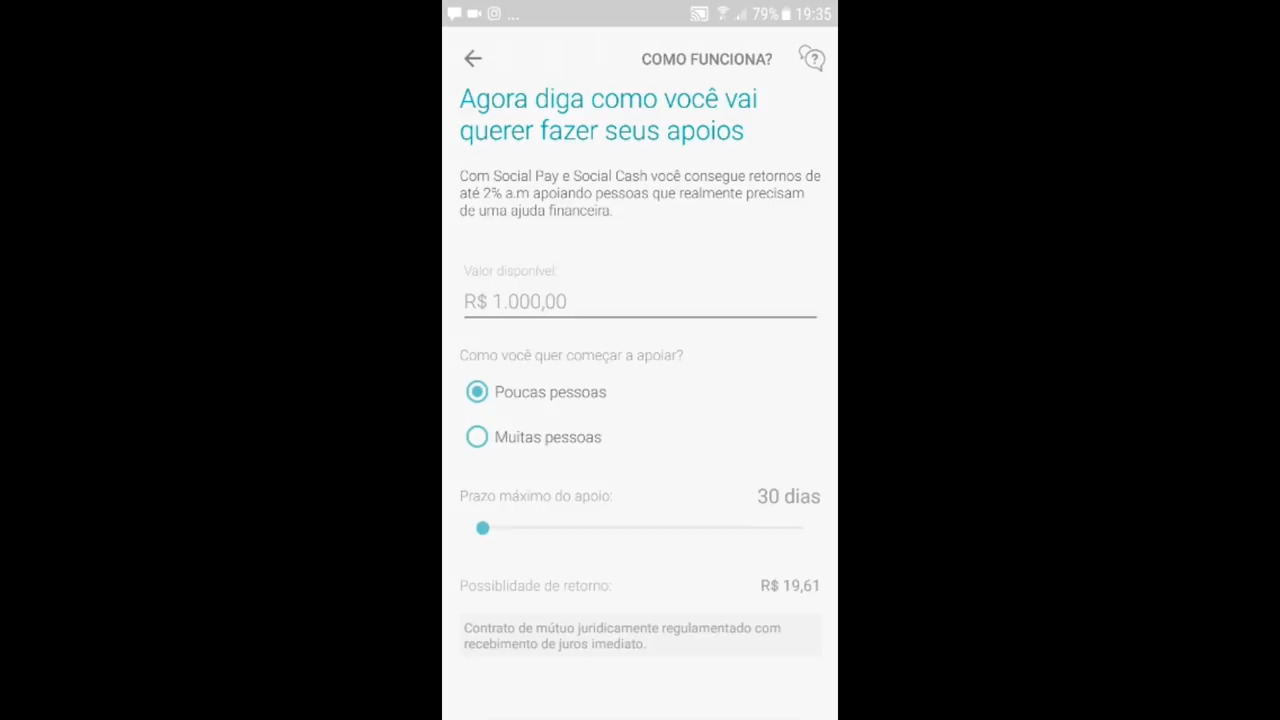 ... 79% 19:35
COMO FUNCIONA? ?
Agora diga como você vai
querer fazer seus apoios
Com Social Pay e Social Cash você consegue retornos de
até 2% a.m apoiando pessoas que realmente precisam
de uma ajuda financeira.
Valor disponível:
R$ 1.000,00
Como você quer começar a apoiar?
Poucas pessoas
Muitas pessoas
Prazo máximo do apoio: 30 dias
Possiblidade de retorno: R$ 19,61
Contrato de mútuo juridicamente regulamentado com
recebimento de juros imediato.